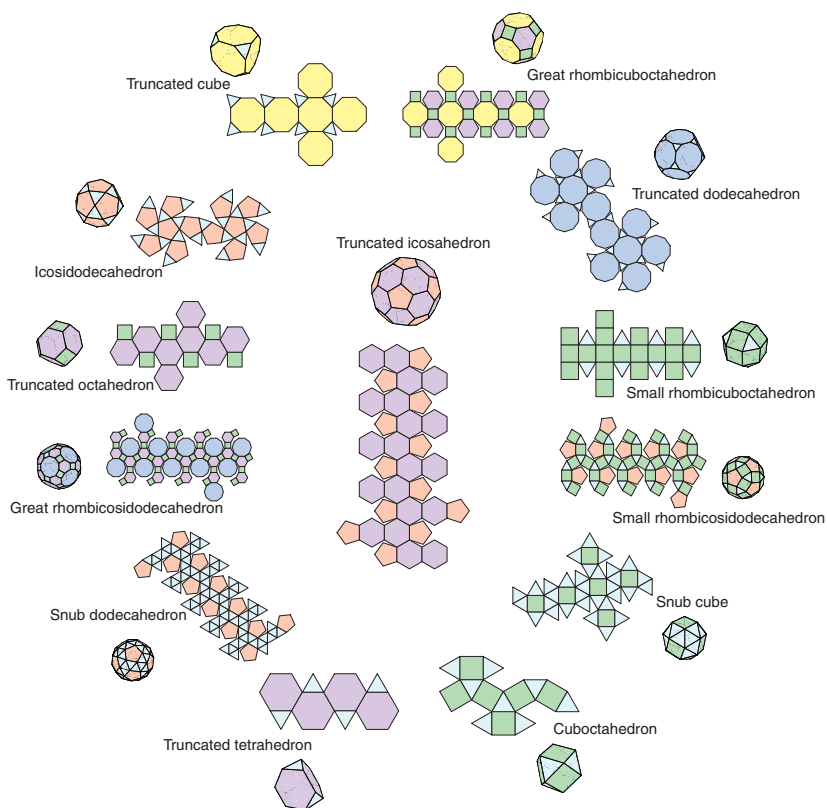 Truncated cube
Great rhombicuboctahedron
Truncated dodecahedron
Icosidodecahedron
Truncated icosahedron
Truncated octahedron
Small rhombicuboctahedron
Great rhombicosidodecahedron
Small rhombicosidodecahedron
Snub dodecahedron
Snub cube
Truncated tetrahedron
Cuboctahedron